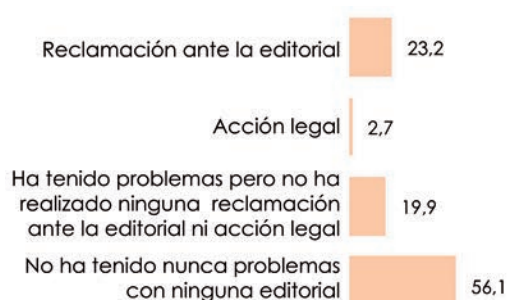 Reclamación ante la editorial 23,2
Acción legal 2,7
Ha tenido problemas pero no ha
realizado ninguna reclamación
ante la editorial ni acción legal 19,9
No ha tenido nunca problemas
con ninguna editorial 56,1